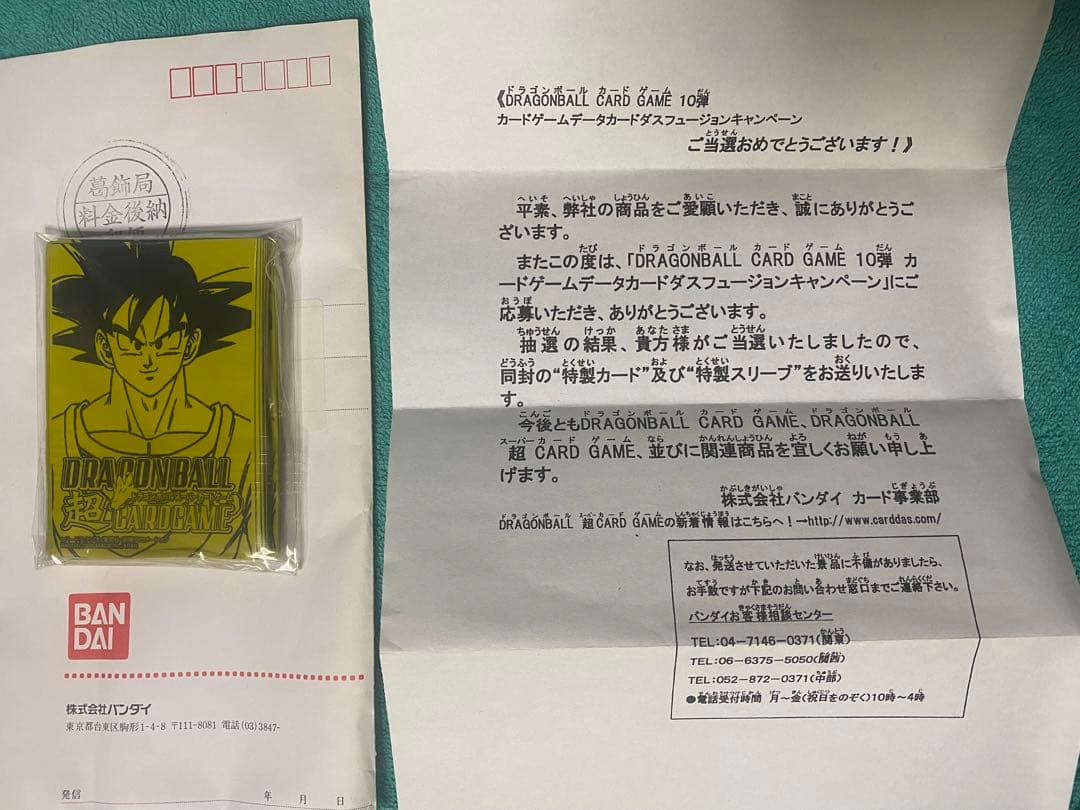 葛飾局
料金後納
DRAGONBALL
超
CARDGAME
BAN
DAI
株式会社バンダイ
東京都台東区駒形1-4-8 〒111-8081 電話(03)3847-
発信 年 月 日
《DRAGONBALL CARD GAME 10弾
カードゲームデータカードダスフュージョンキャンペーン
ご当選おめでとうございます！》
平素、弊社の商品をご愛顧いただき、誠にありがとうご
ざいます。
またこの度は、「DRAGONBALL CARD GAME 10弾 カ
ードゲームデータカードダスフュージョンキャンペーン」にご
応募いただき、ありがとうございます。
抽選の結果、貴方様がご当選いたしましたので、
同封の“特製カード”及び“特製スリーブ”をお送りいたしま
す。
今後ともDRAGONBALL CARD GAME、DRAGONBALL
超 CARD GAME、並びに関連商品を宜しくお願い申し上
げます。
株式会社バンダイ カード事業部
DRAGONBALL 超CARD GAMEの新着情報はこちらへ！→http://www.carddas.com/
なお、発送させていただいた景品に不備がありましたら、
お手数ですが下記のお問い合わせ窓口までご連絡下さい。
バンダイお客様相談センター
TEL:04-7146-0371(関東)
TEL:06-6375-5050(関西)
TEL:052-872-0371(中部)
●電話受付時間 月～金(祝日をのぞく)10時～4時